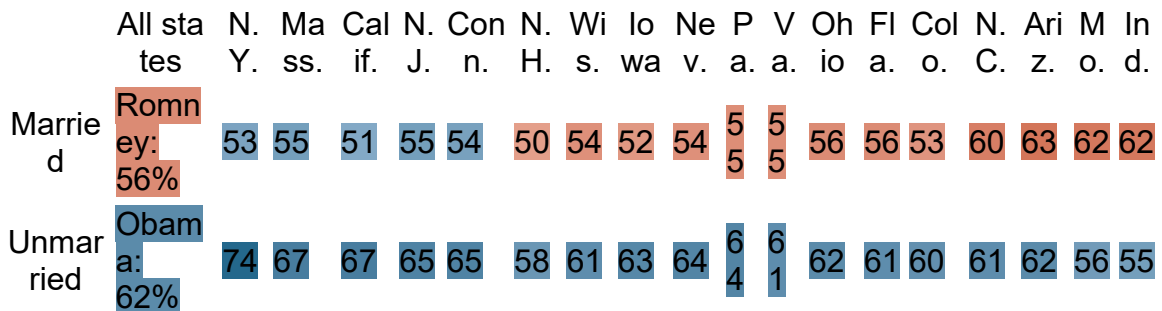 All sta N. Ma Cal N. Con N. Wi Io Ne P V Oh Fl Col N. Ari M In
tes Y. ss. if. J. n. H. s. wa v. a. a. io a. o. C. z. o. d.
Romn
Marrie ey: 53 55 51 55 54 50 54 52 54 5 5 56 56 53 60 63 62 62
d 5 5
56%
Obam
Unmar a: 74 67 67 65 65 58 61 63 64 6 6 62 61 60 61 62 56 55
ried 4 1
62%